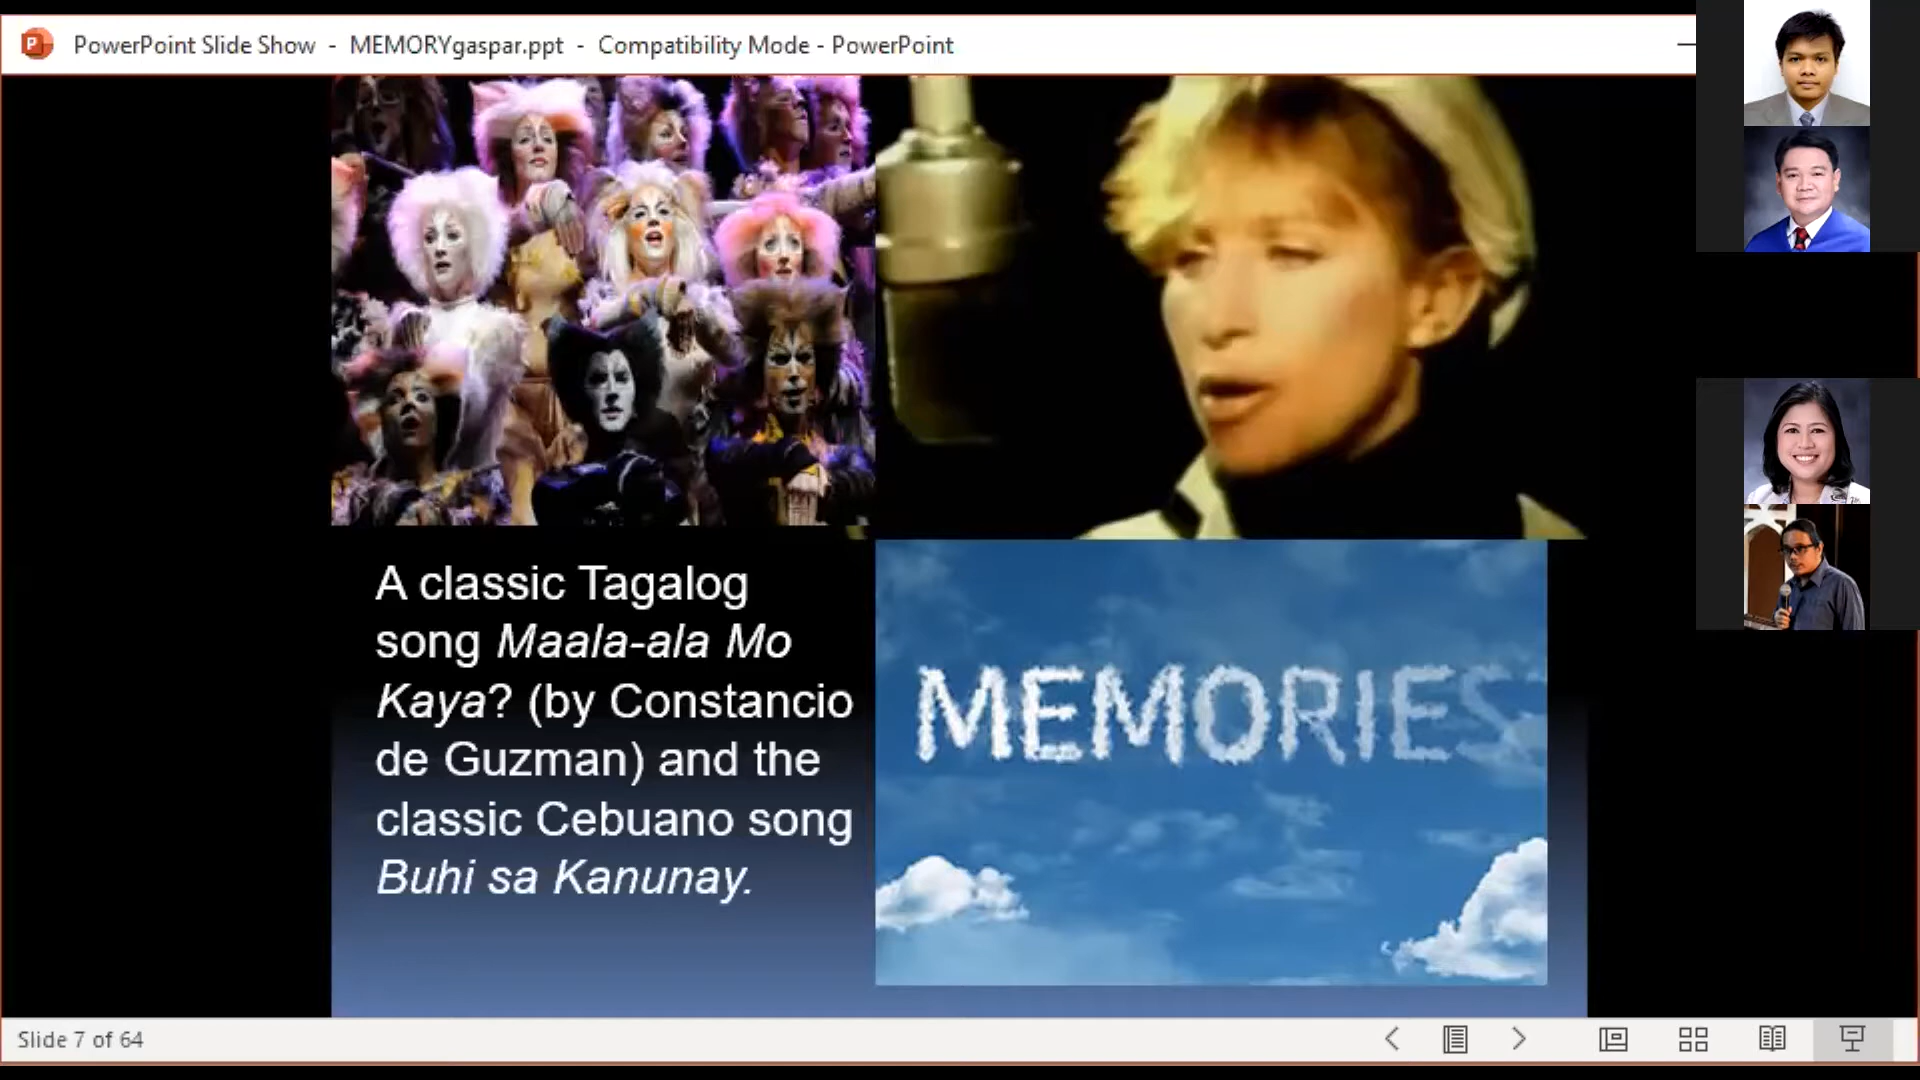 PowerPoint Slide Show - MEMORYgaspar.ppt - Compatibility Mode - PowerPoint
A classic Tagalog
song Maala-ala Mo
Kaya? (by Constancio
de Guzman) and the
classic Cebuano song
Buhi sa Kanunay.
MEMORIES
Slide 7 of 64